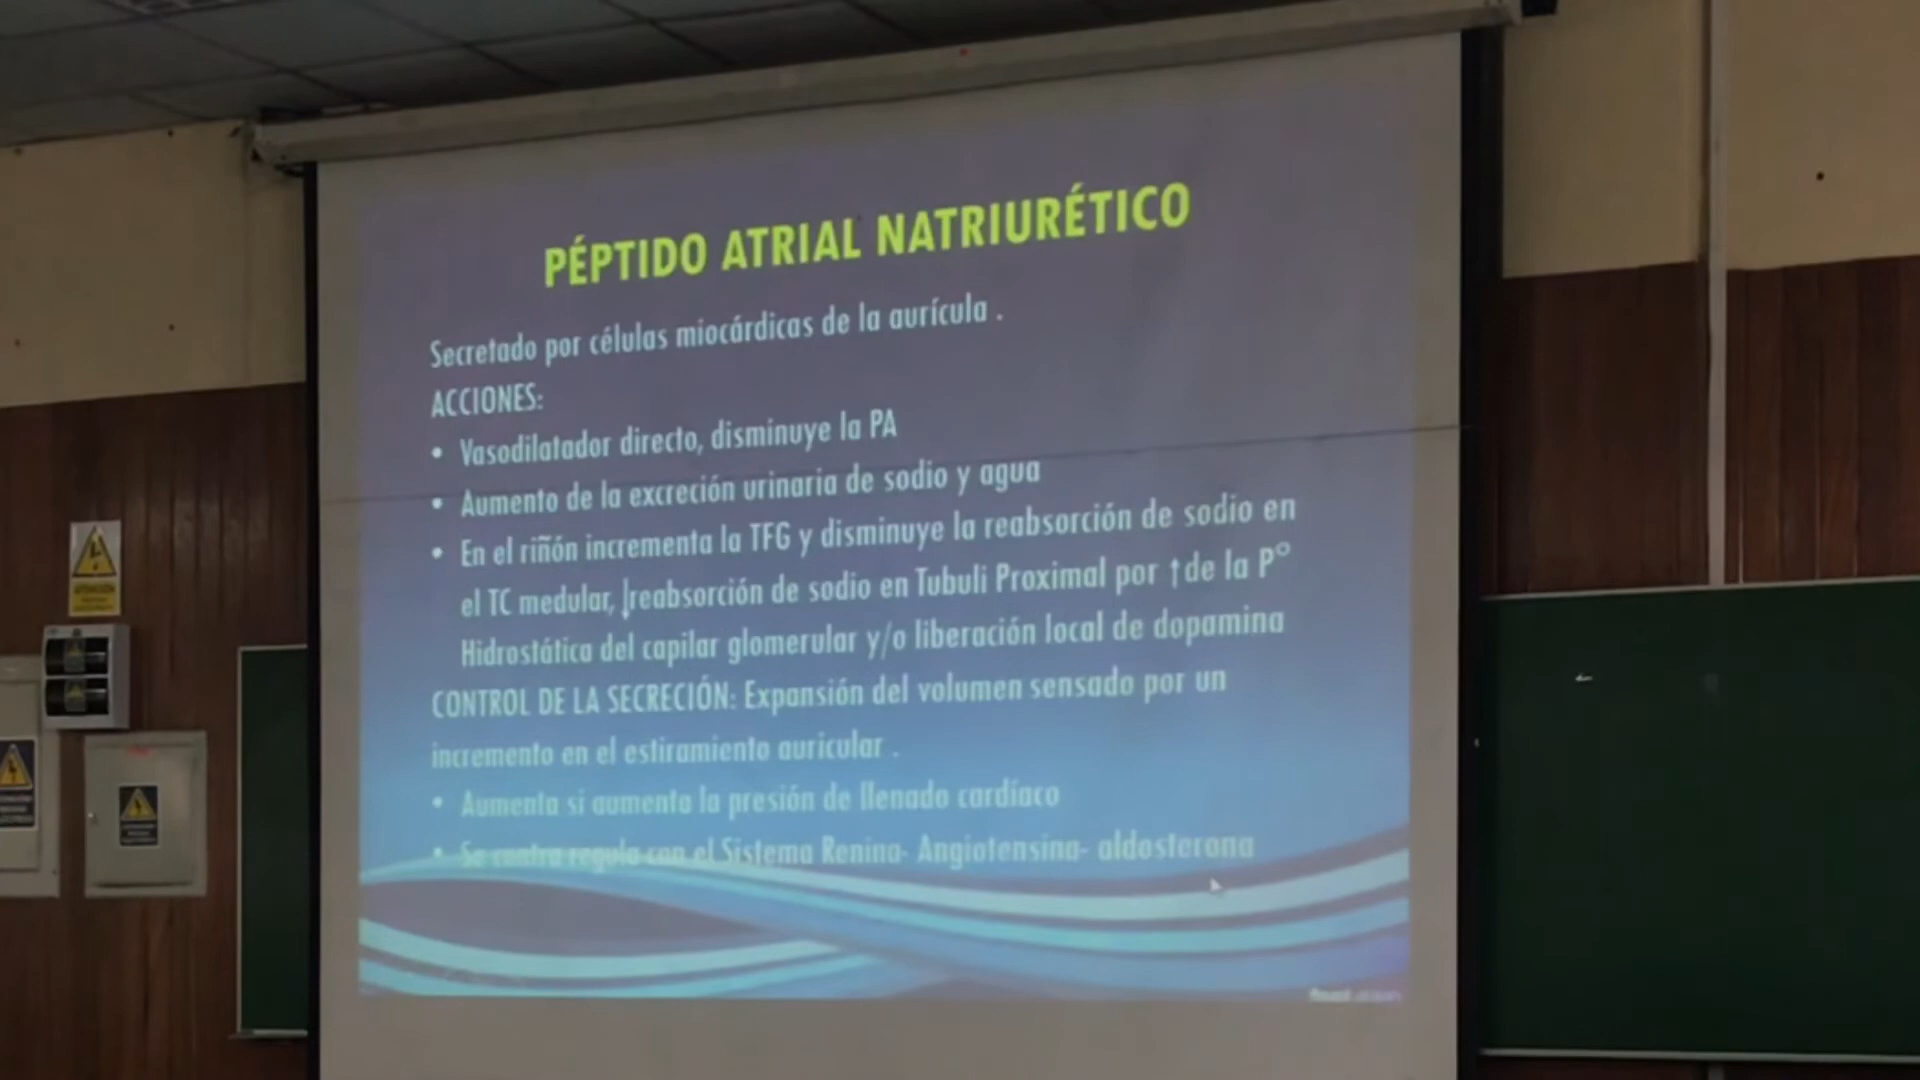 PÉPTIDO ATRIAL NATRIURÉTICO
Secretado por células miocárdicas de la aurícula .
ACCIONES:
• Vasodilatador directo, disminuye la PA
• Aumento de la excreción urinaria de sodio y agua
• En el riñón incrementa la TFG y disminuye la reabsorción de sodio en
el TC medular, ↓reabsorción de sodio en Tubuli Proximal por ↑de la Pº
Hidrostática del capilar glomerular y/o liberación local de dopamina
CONTROL DE LA SECRECIÓN: Expansión del volumen sensado por un
incremento en el estiramiento auricular .
• Aumenta si aumenta la presión de llenado cardíaco
• Se contra regula con el Sistema Renina- Angiotensina- aldosterona